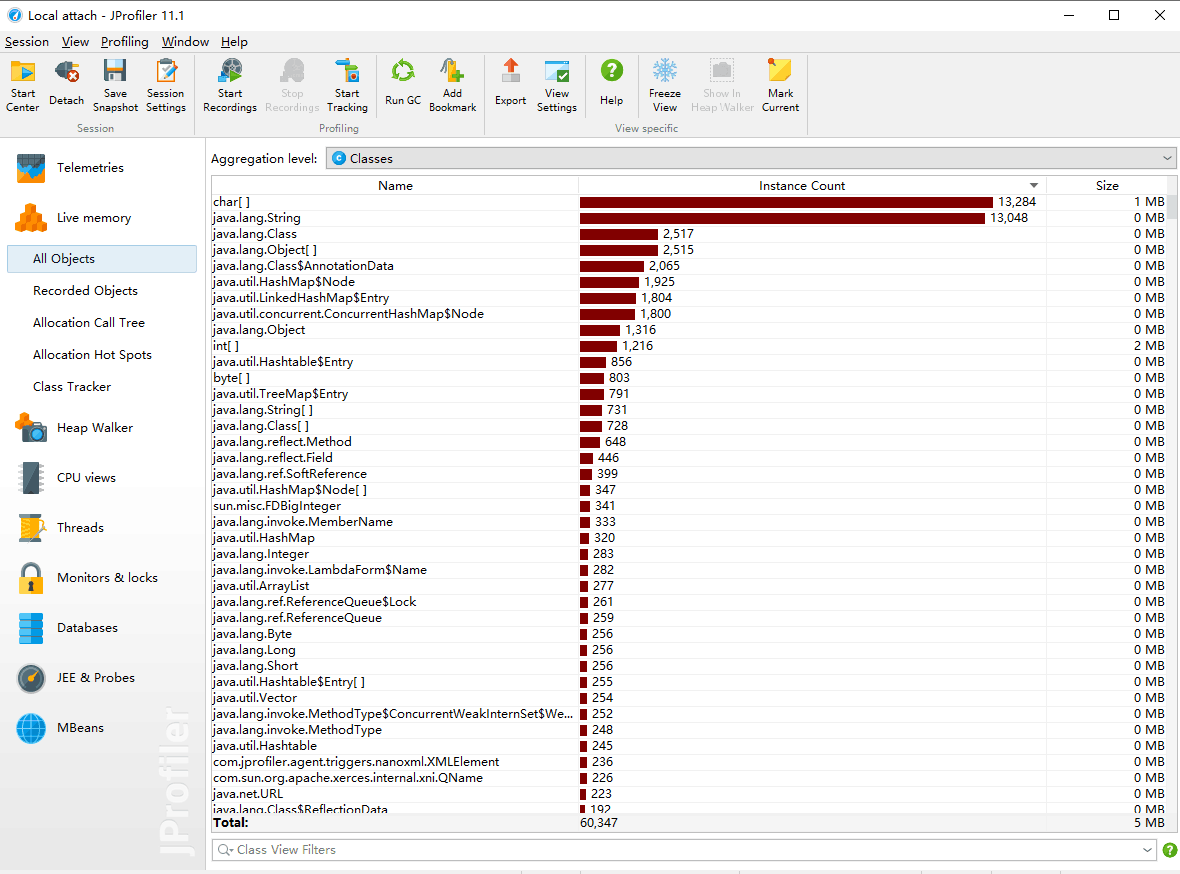 Local attach - JProfiler 11.1
Session View Profiling Window Help
Start Center
Detach
Save Snapshot
Session Settings
Start Recordings
Stop Recordings
Start Tracking
Run GC
Add Bookmark
Export
View Settings
Help
Freeze View
Show In Heap Walker
Mark Current
Session
Profiling
View specific
Telemetries
Live memory
All Objects
Recorded Objects
Allocation Call Tree
Allocation Hot Spots
Class Tracker
Heap Walker
CPU views
Threads
Monitors & locks
Databases
JEE & Probes
MBeans
JProfiler
Aggregation level: Classes
Name Instance Count Size
char[ ] 13,284 1 MB
java.lang.String 13,048 0 MB
java.lang.Class 2,517 0 MB
java.lang.Object[ ] 2,515 0 MB
java.lang.Class$AnnotationData 2,065 0 MB
java.util.HashMap$Node 1,925 0 MB
java.util.LinkedHashMap$Entry 1,804 0 MB
java.util.concurrent.ConcurrentHashMap$Node 1,800 0 MB
java.lang.Object 1,316 0 MB
int[ ] 1,216 2 MB
java.util.Hashtable$Entry 856 0 MB
byte[ ] 803 0 MB
java.util.TreeMap$Entry 791 0 MB
java.lang.String[ ] 731 0 MB
java.lang.Class[ ] 728 0 MB
java.lang.reflect.Method 648 0 MB
java.lang.reflect.Field 446 0 MB
java.lang.ref.SoftReference 399 0 MB
java.util.HashMap$Node[ ] 347 0 MB
sun.misc.FDBigInteger 341 0 MB
java.lang.invoke.MemberName 333 0 MB
java.util.HashMap 320 0 MB
java.lang.Integer 283 0 MB
java.lang.invoke.LambdaForm$Name 282 0 MB
java.util.ArrayList 277 0 MB
java.lang.ref.ReferenceQueue$Lock 261 0 MB
java.lang.ref.ReferenceQueue 259 0 MB
java.lang.Byte 256 0 MB
java.lang.Long 256 0 MB
java.lang.Short 256 0 MB
java.util.Hashtable$Entry[ ] 255 0 MB
java.util.Vector 254 0 MB
java.lang.invoke.MethodType$ConcurrentWeakInternSet$We... 252 0 MB
java.lang.invoke.MethodType 248 0 MB
java.util.Hashtable 245 0 MB
com.jprofiler.agent.triggers.nanoxml.XMLElement 236 0 MB
com.sun.org.apache.xerces.internal.xni.QName 226 0 MB
java.net.URL 223 0 MB
java.lang.Class$ReflectionData 192 0 MB
Total: 60,347 5 MB
Class View Filters